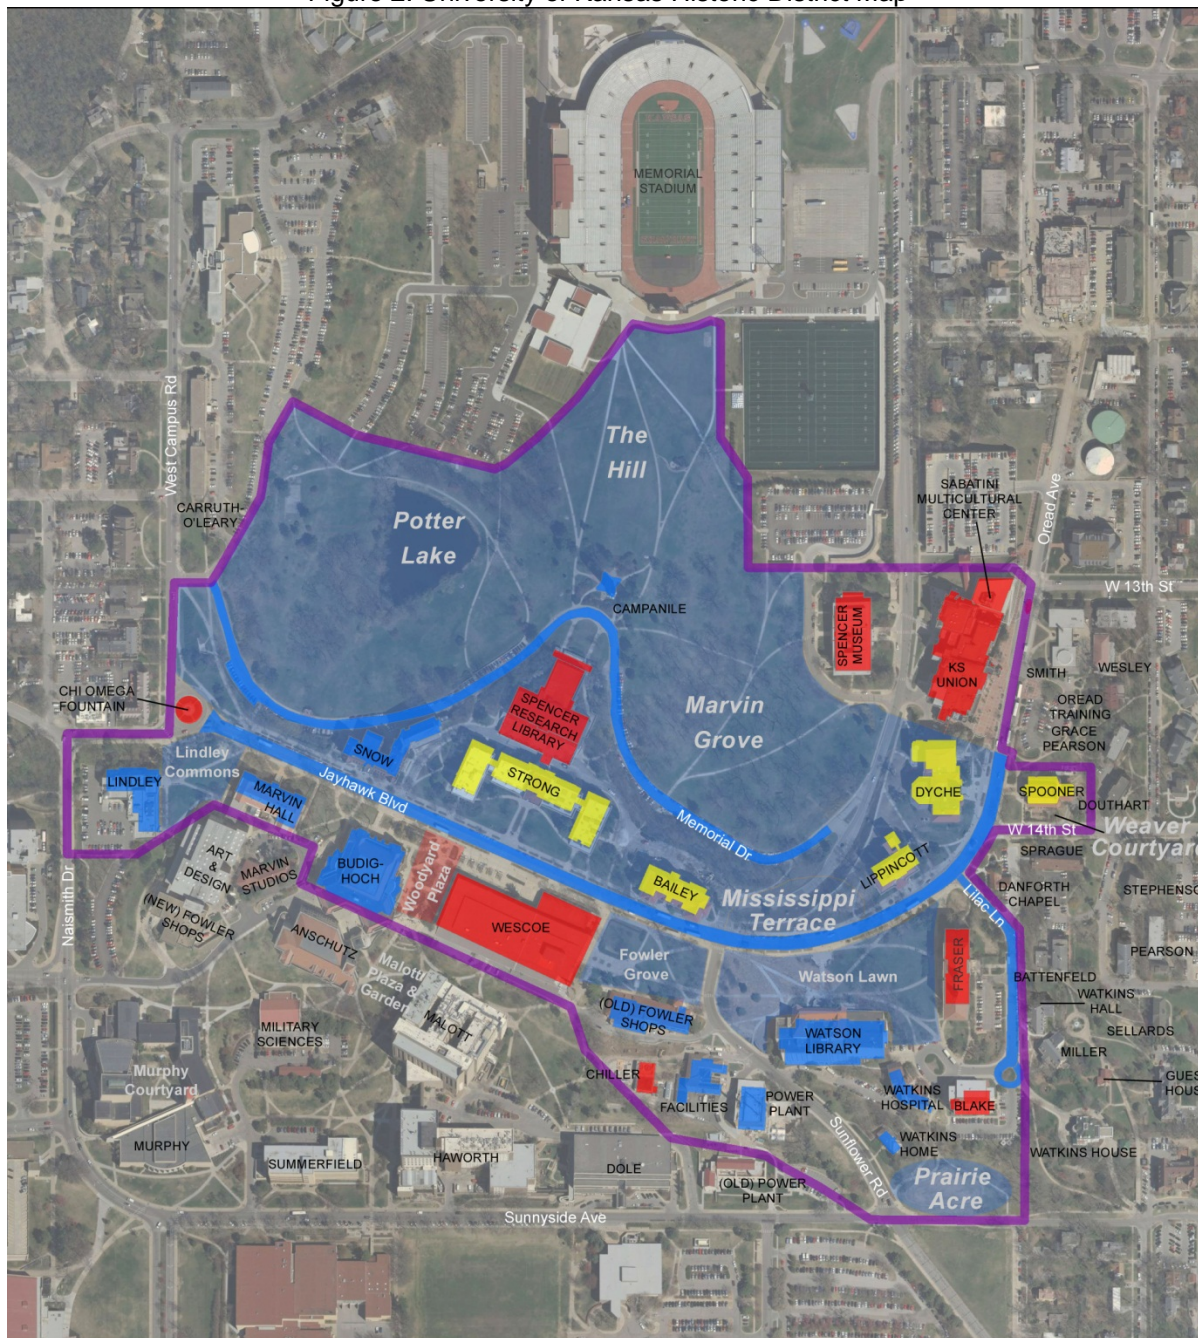 Figure 2. University of Kansas Historic District Map
MEMORIAL
STADIUM
West Campus Rd
The
Hill
Potter
Lake
CARRUTH-
O'LEARY
SABATINI
MULTICULTURAL
CENTER
Oread Ave
W 13th St
CAMPANILE
SPENCER
MUSEUM
KS
UNION
SMITH
WESLEY
OREAD
TRAINING
GRACE
PEARSON
CHI OMEGA
FOUNTAIN
SPENCER
RESEARCH
LIBRARY
Marvin
Grove
Lindley
Commons
SNOW
LINDLEY
MARVIN
HALL
Jayhawk Blvd
STRONG
DYCHE
SPOONER
DOUTHART
Memorial Dr
W 14th St
Weaver
Courtyard
ART
&
DESIGN
MARVIN
STUDIOS
BUDIG-
HOCH
Woodyard
Plaza
BAILEY
LIPPINCOTT
SPRAGUE
Mississippi
Terrace
DANFORTH
CHAPEL
STEPHENSO
Lilac Ln
Naismith Dr
(NEW) FOWLER
SHOPS
ANSCHUTZ
WESCOE
Fowler
Grove
Watson Lawn
FRASER
PEARSON
Malott
Plaza &
Garden
BATTENFELD
WATKINS
HALL
(OLD) FOWLER
SHOPS
MILITARY
SCIENCES
MALOTT
WATSON
LIBRARY
SELLARDS
MILLER
Murphy
Courtyard
CHILLER
FACILITIES
POWER
PLANT
WATKINS
HOSPITAL
BLAKE
GUES
HOUS
MURPHY
SUMMERFIELD
HAWORTH
DOLE
Sunflower Rd
WATKINS
HOME
WATKINS HOUSE
(OLD) POWER
PLANT
Prairie
Acre
Sunnyside Ave